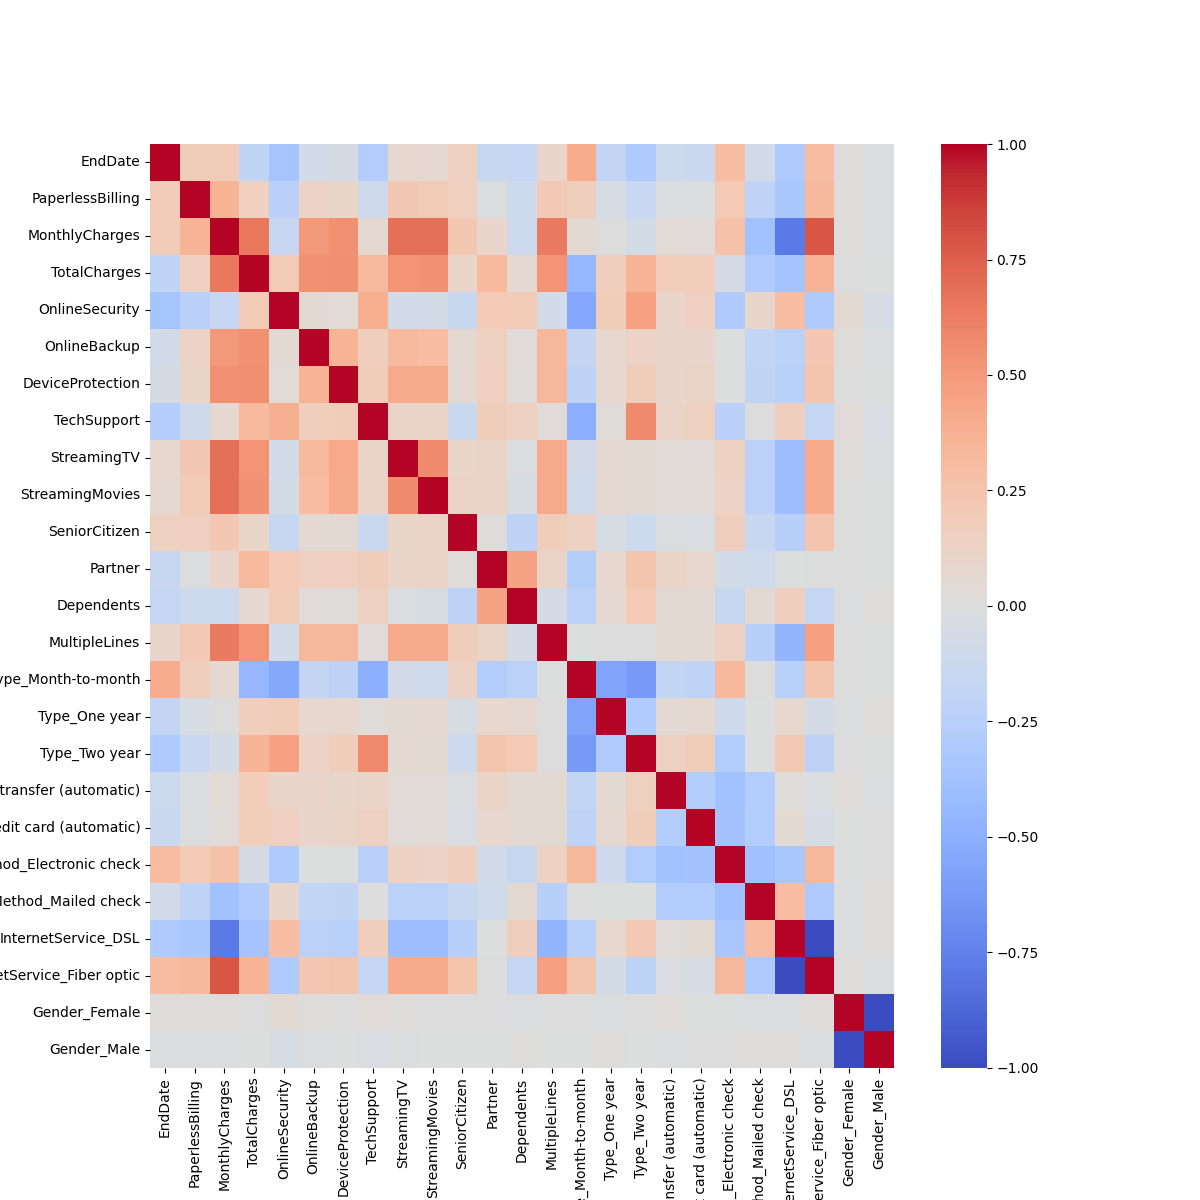 EndDate
PaperlessBilling
MonthlyCharges
TotalCharges
OnlineSecurity
OnlineBackup
DeviceProtection
TechSupport
StreamingTV
StreamingMovies
SeniorCitizen
Partner
Dependents
MultipleLines
ype_Month-to-month
Type_One year
Type_Two year
transfer (automatic)
edit card (automatic)
nod_Electronic check
Method_Mailed check
InternetService_DSL
etService_Fiber optic
Gender_Female
Gender_Male
EndDate
PaperlessBilling
MonthlyCharges
TotalCharges
OnlineSecurity
OnlineBackup
DeviceProtection
TechSupport
StreamingTV
StreamingMovies
SeniorCitizen
Partner
Dependents
MultipleLines
e_Month-to-month
Type_One year
Type_Two year
nsfer (automatic)
t card (automatic)
_Electronic check
hod_Mailed check
ernetService_DSL
ervice_Fiber optic
Gender_Female
Gender_Male
1.00
0.75
0.50
0.25
0.00
−0.25
−0.50
−0.75
−1.00